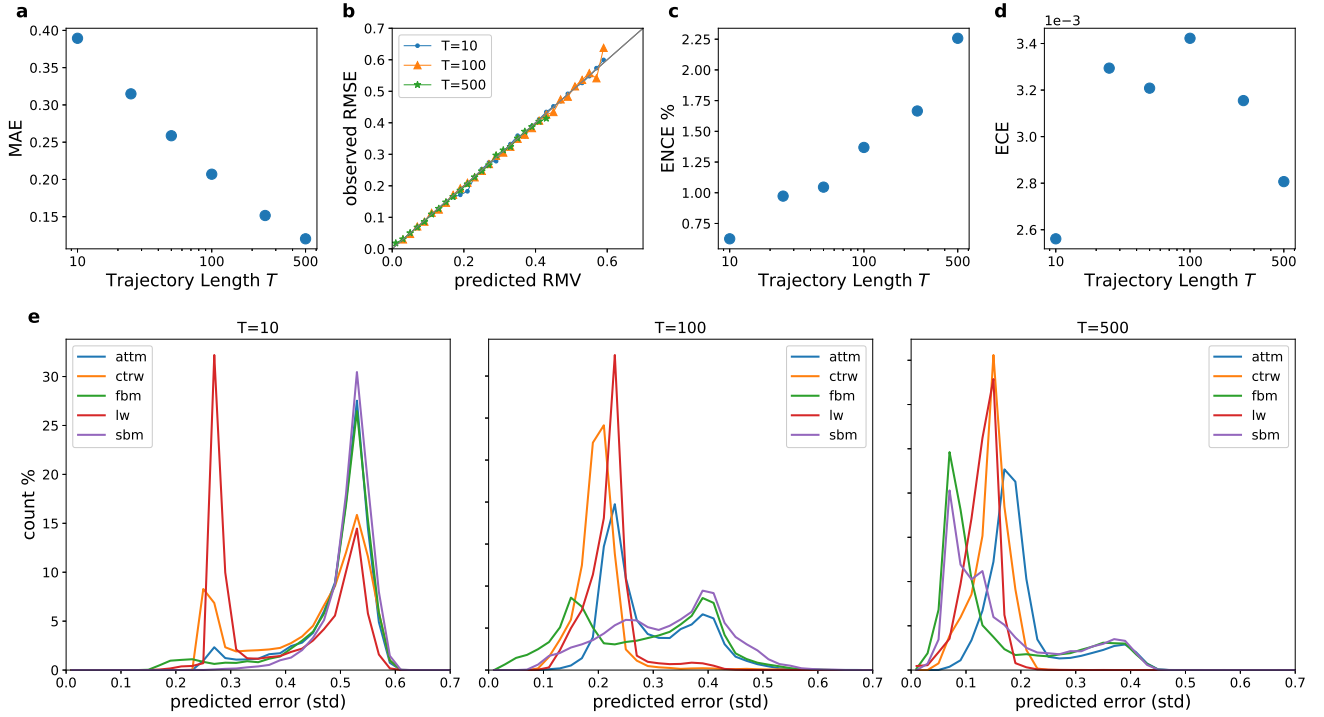 a
0.40
0.35
0.30
0.25
0.20
0.15
MAE
10
100
500
Trajectory Length T
b
0.7
0.6
0.5
0.4
0.3
0.2
0.1
0.0
observed RMSE
T=10
T=100
T=500
0.0
0.2
0.4
0.6
predicted RMV
c
2.25
2.00
1.75
1.50
1.25
1.00
0.75
ENCE %
10
100
500
Trajectory Length T
d
1e−3
3.4
3.2
3.0
2.8
2.6
ECE
10
100
500
Trajectory Length T
e
T=10
30
25
20
15
10
5
0
count %
attm
ctrw
fbm
lw
sbm
0.0 0.1 0.2 0.3 0.4 0.5 0.6 0.7
predicted error (std)
T=100
attm
ctrw
fbm
lw
sbm
0.0 0.1 0.2 0.3 0.4 0.5 0.6 0.7
predicted error (std)
T=500
attm
ctrw
fbm
lw
sbm
0.0 0.1 0.2 0.3 0.4 0.5 0.6 0.7
predicted error (std)